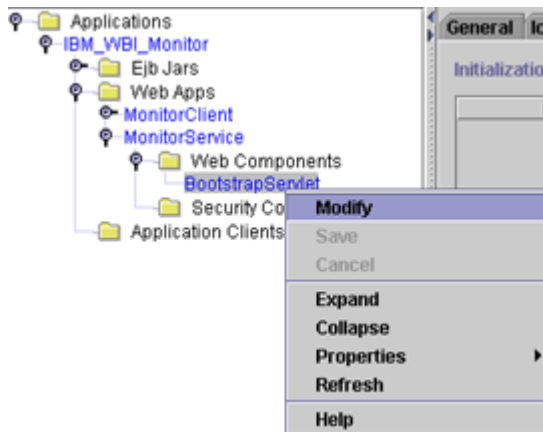 Applications
IBM_WBI_Monitor
Ejb Jars
Web Apps
MonitorClient
MonitorService
Web Components
BootstrapServlet
Security Co
Application Clients
General Ic
Initializatio
Modify
Save
Cancel
Expand
Collapse
Properties
Refresh
Help